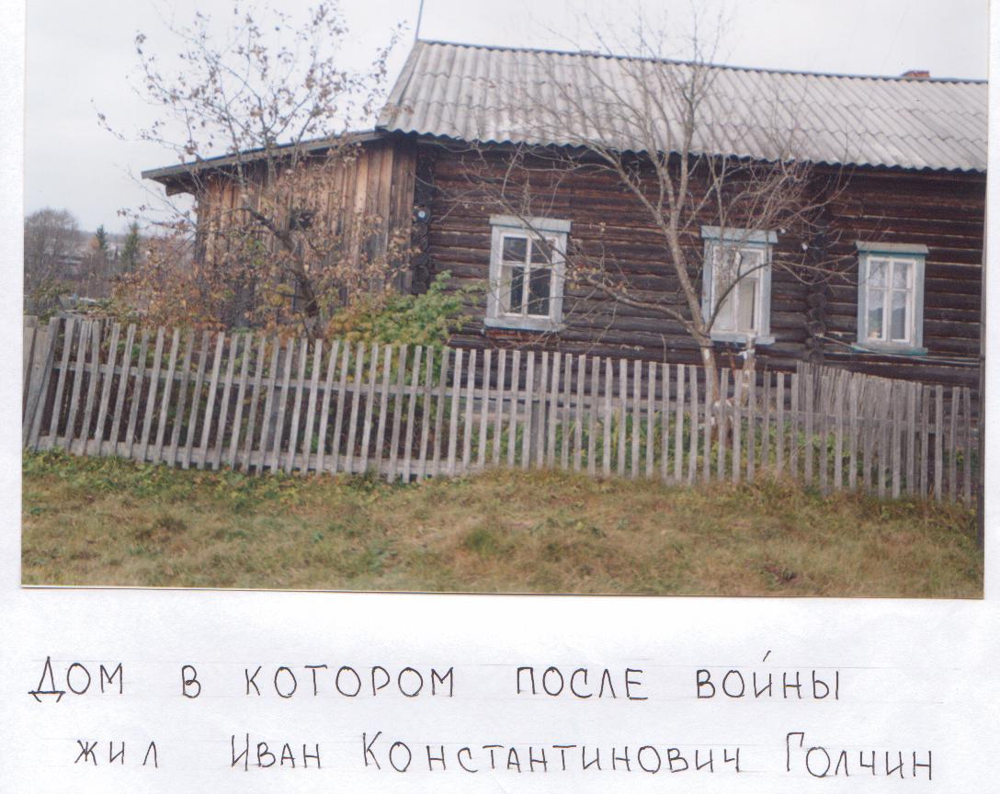 Дом в котором после войны
жил Иван Константинович Голчин